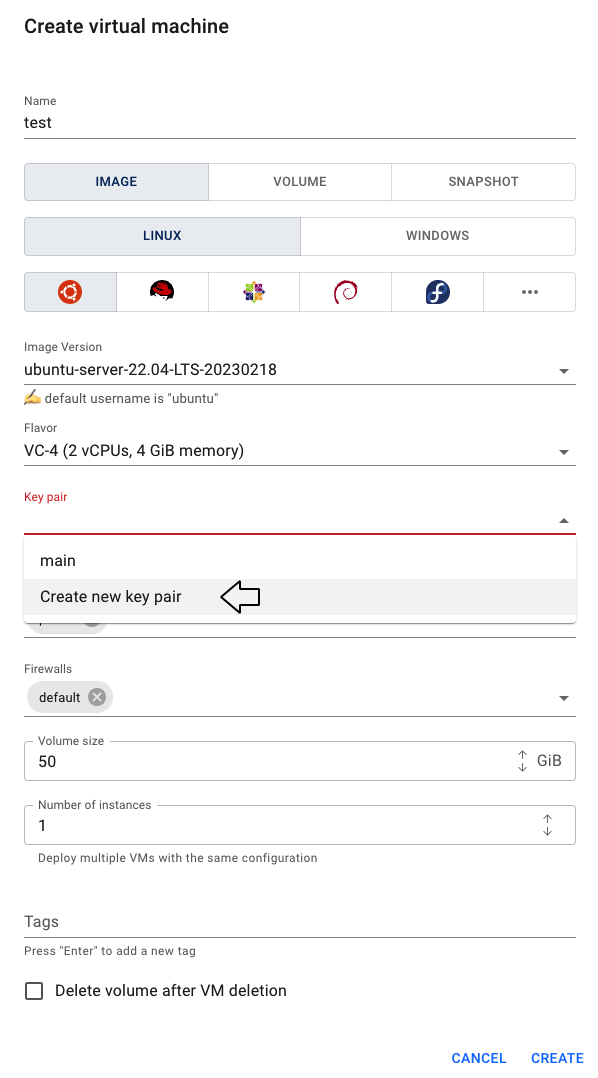 Create virtual machine
Name
test
IMAGE VOLUME SNAPSHOT
LINUX WINDOWS
Image Version
ubuntu-server-22.04-LTS-20230218
✍️ default username is "ubuntu"
Flavor
VC-4 (2 vCPUs, 4 GiB memory)
Key pair
main
Create new key pair
Firewalls
default
Volume size
50 GiB
Number of instances
1
Deploy multiple VMs with the same configuration
Tags
Press "Enter" to add a new tag
Delete volume after VM deletion
CANCEL CREATE